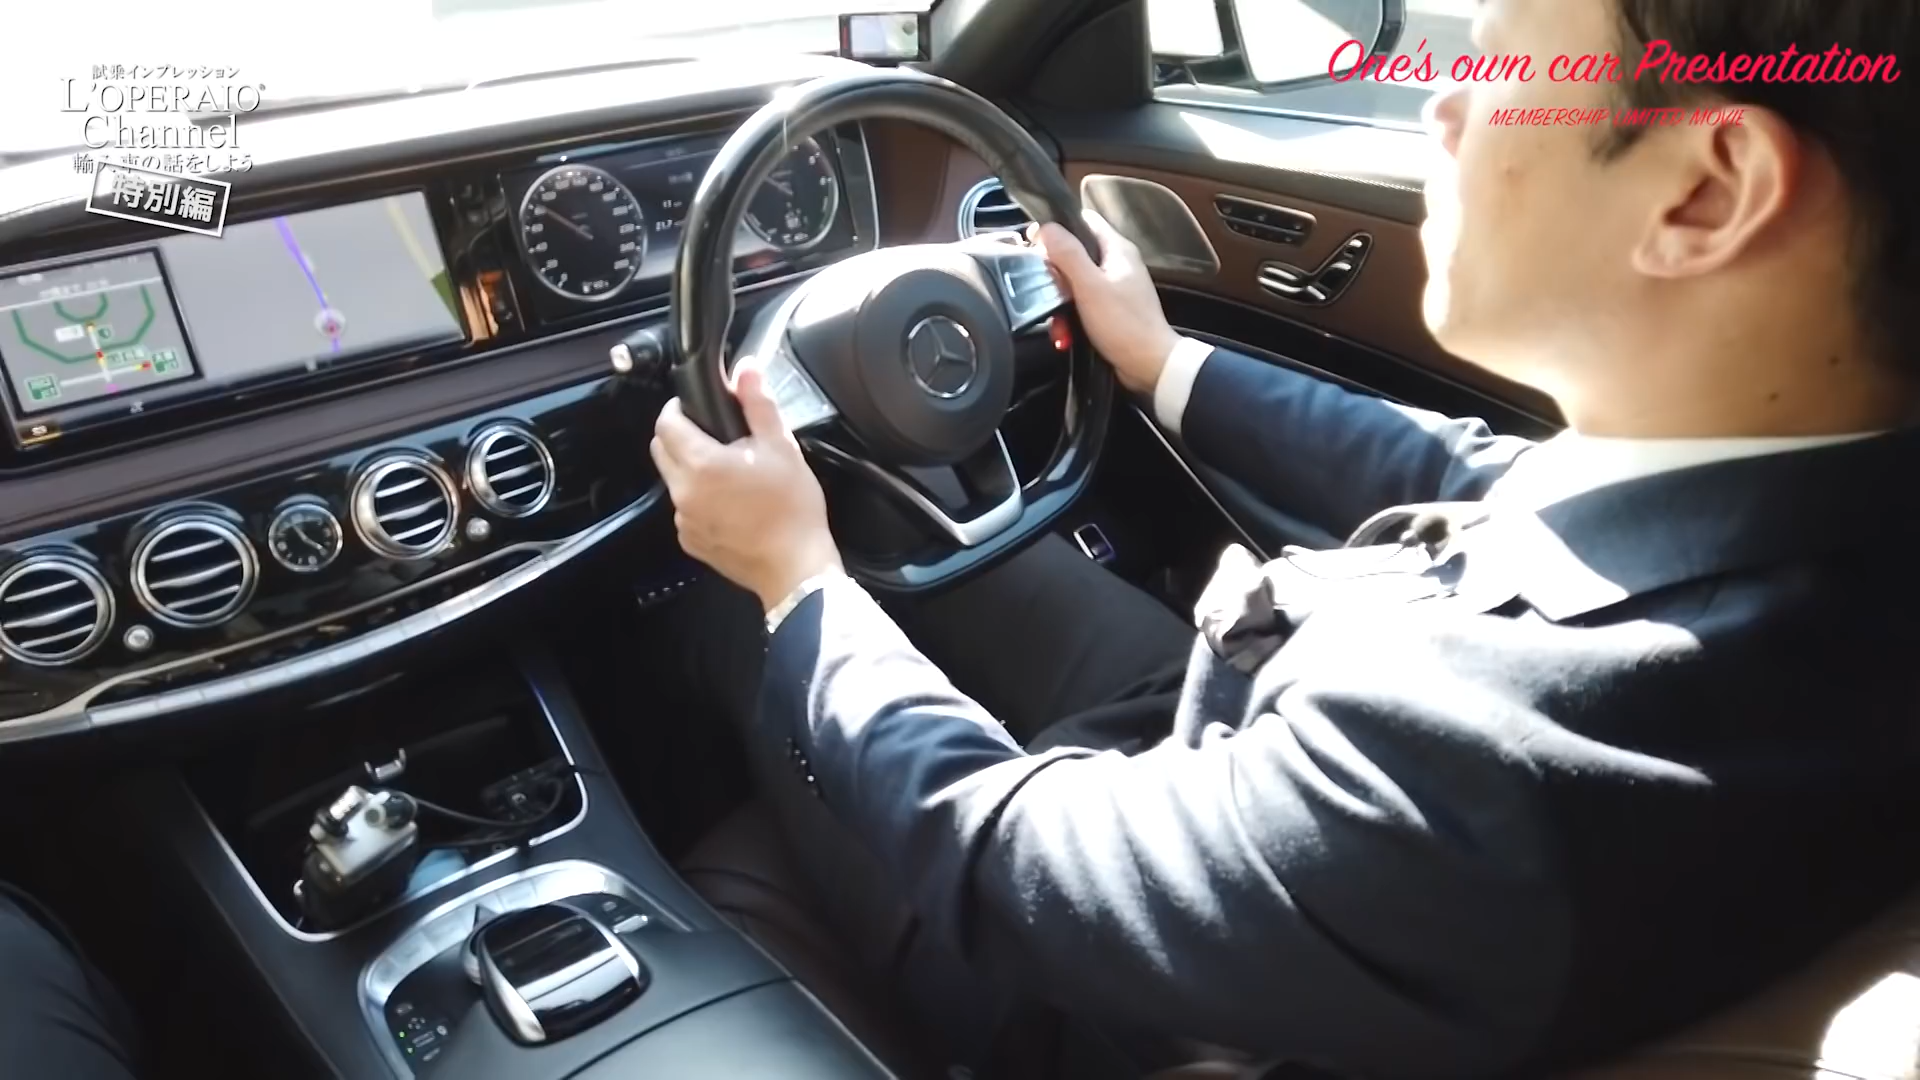 試乗インプレッション
L'OPERAIO
Channel
輸入車の話をしよう
特別編
One's own car Presentation
MEMBERSHIP LIMITED MOVIE